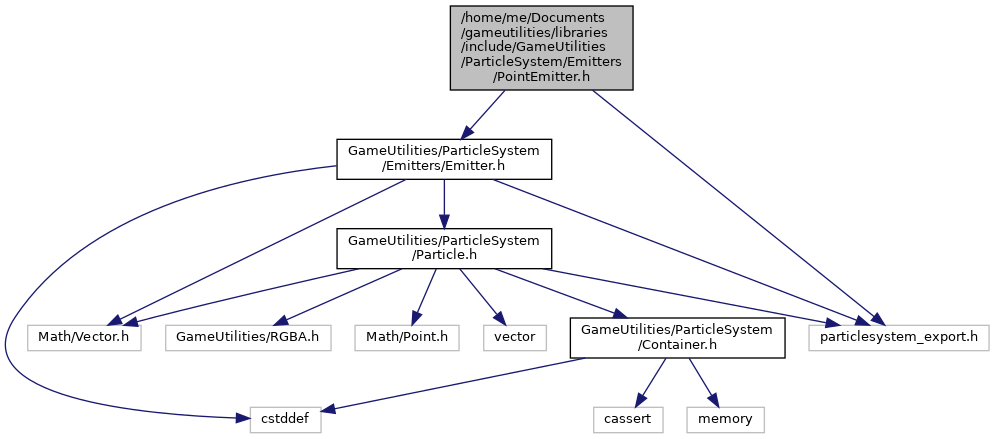 /home/me/Documents
/gameutilities/libraries
/include/GameUtilities
/ParticleSystem/Emitters
/PointEmitter.h
GameUtilities/ParticleSystem
/Emitters/Emitter.h
GameUtilities/ParticleSystem
/Particle.h
Math/Vector.h
GameUtilities/RGBA.h
Math/Point.h
vector
GameUtilities/ParticleSystem
/Container.h
particlesystem_export.h
cstddef
cassert
memory